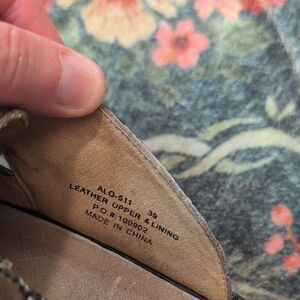 ALG-511 39
LEATHER UPPER & LINING
P.O.#:100902
MADE IN CHINA